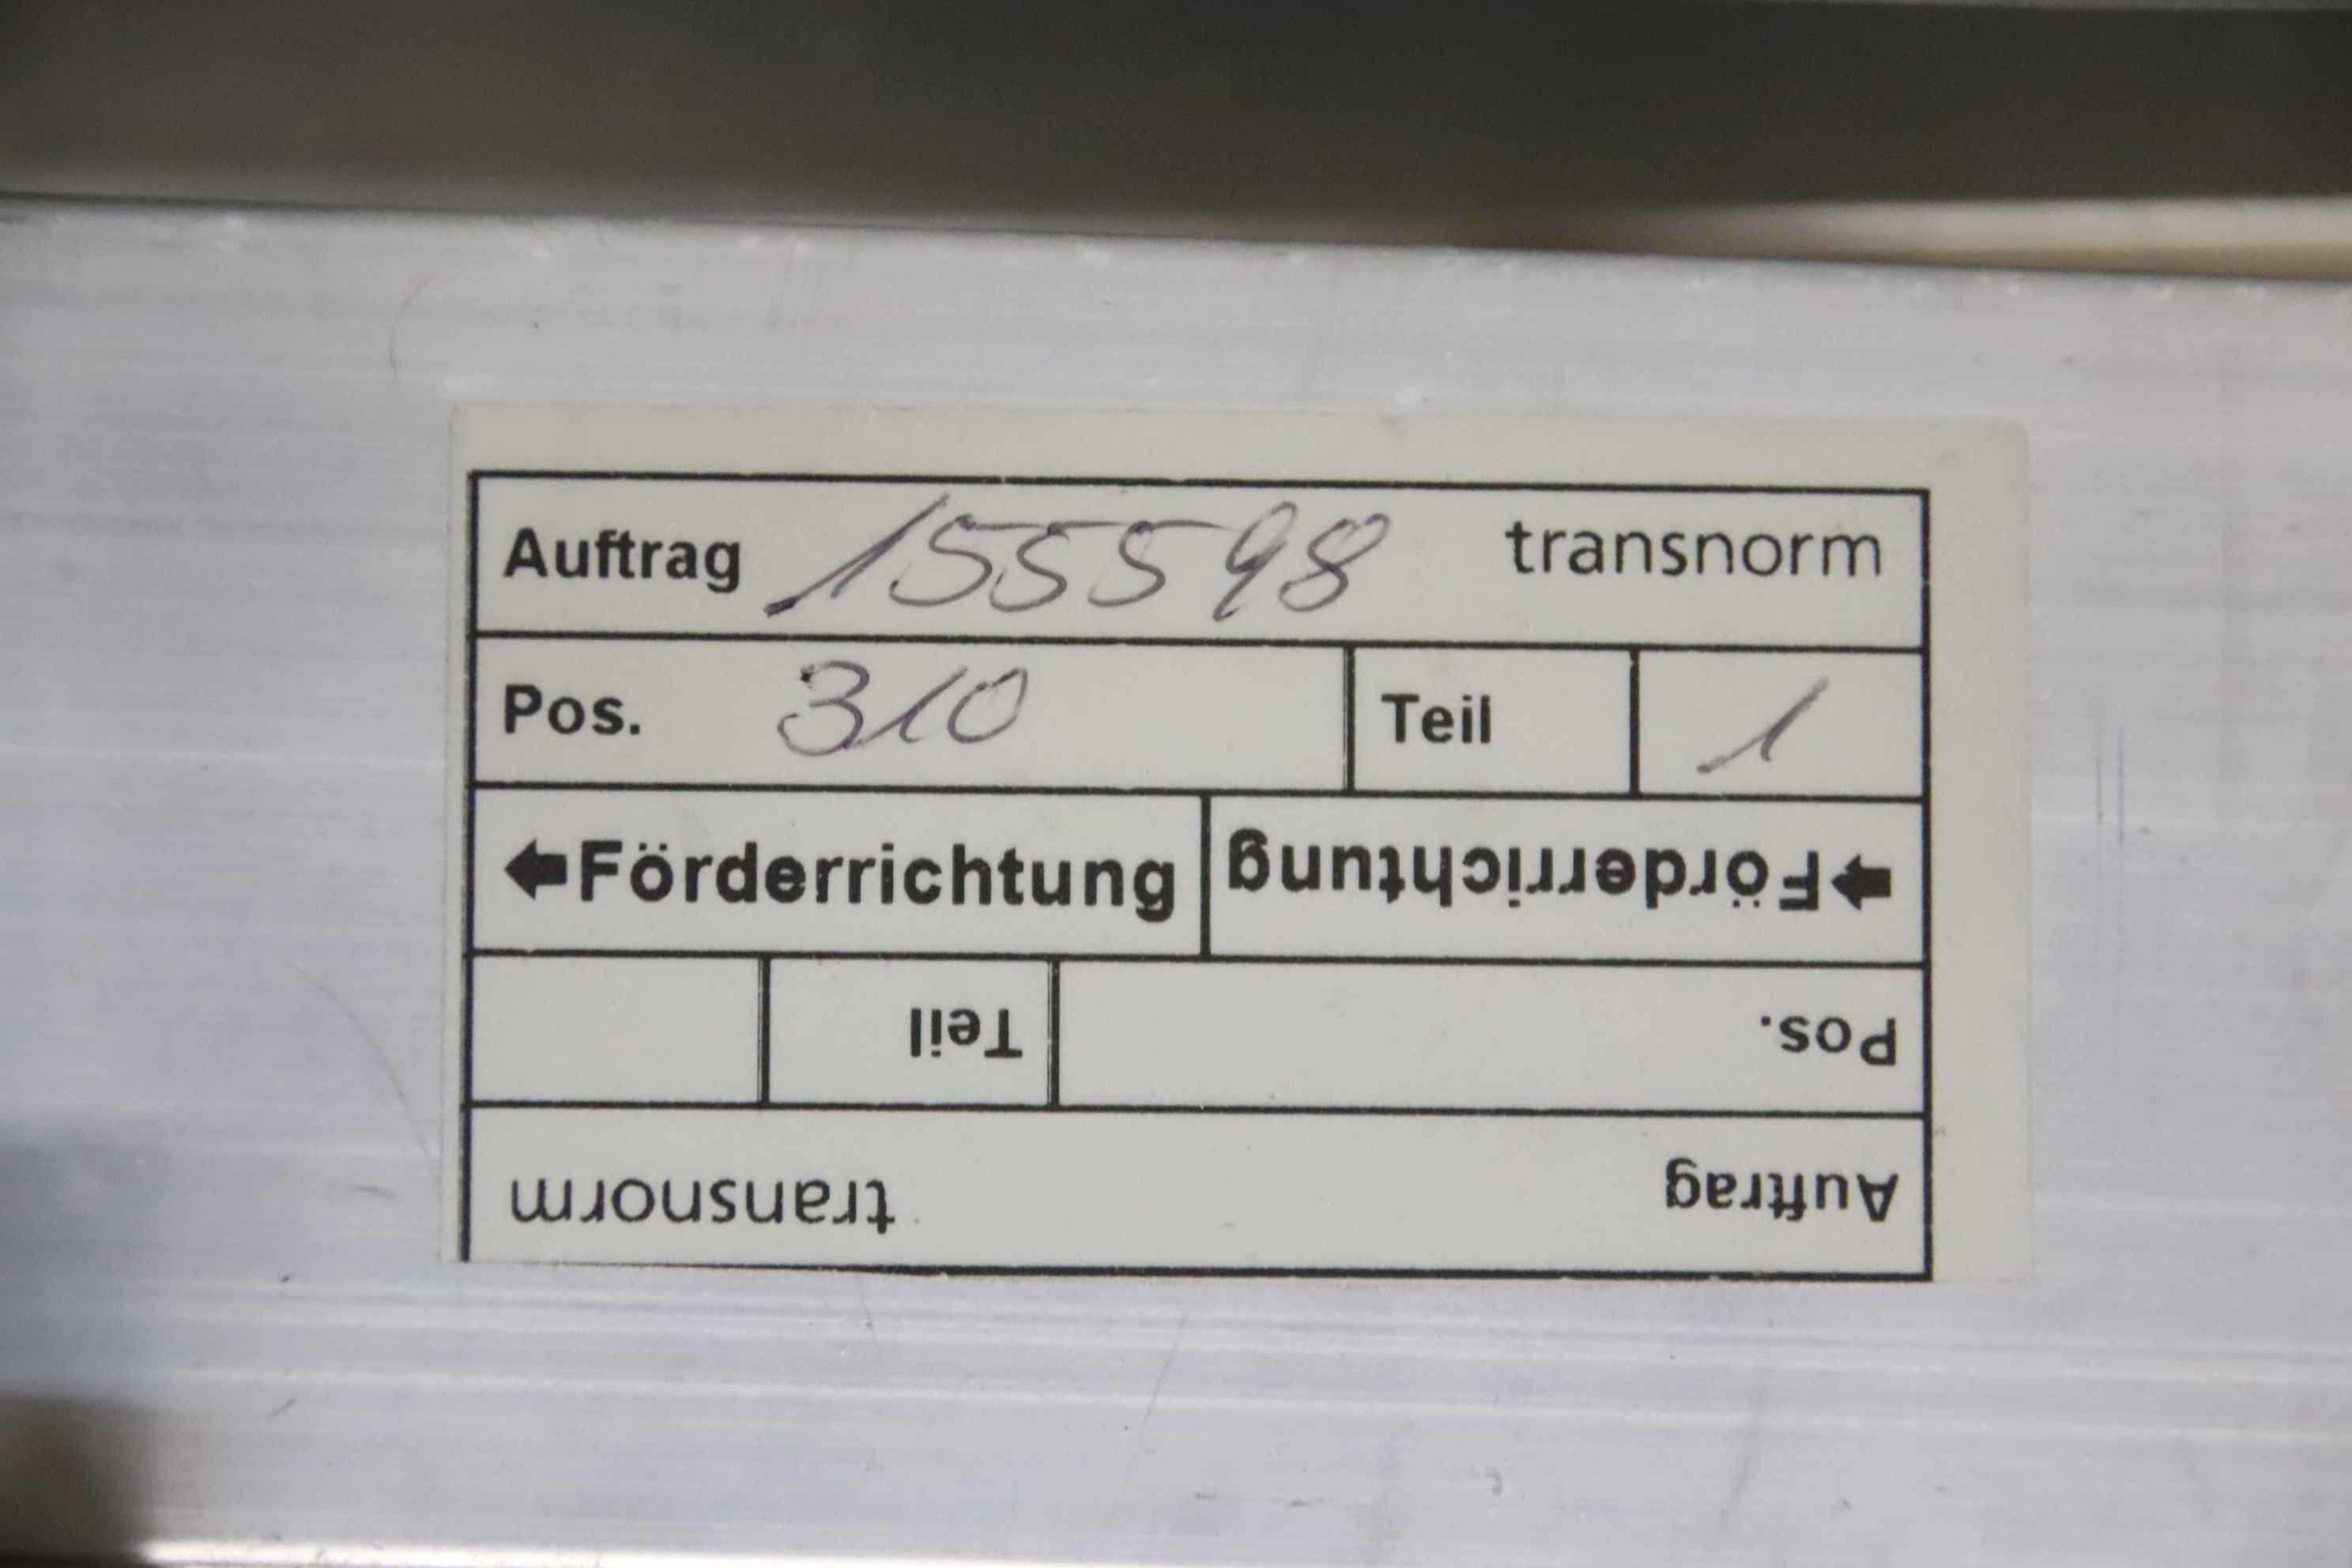 Auftrag 155598 transnorm
Pos. 310 Teil 1
←Förderrichtung ←Förderrichtung
Teil Pos.
transnorm Auftrag